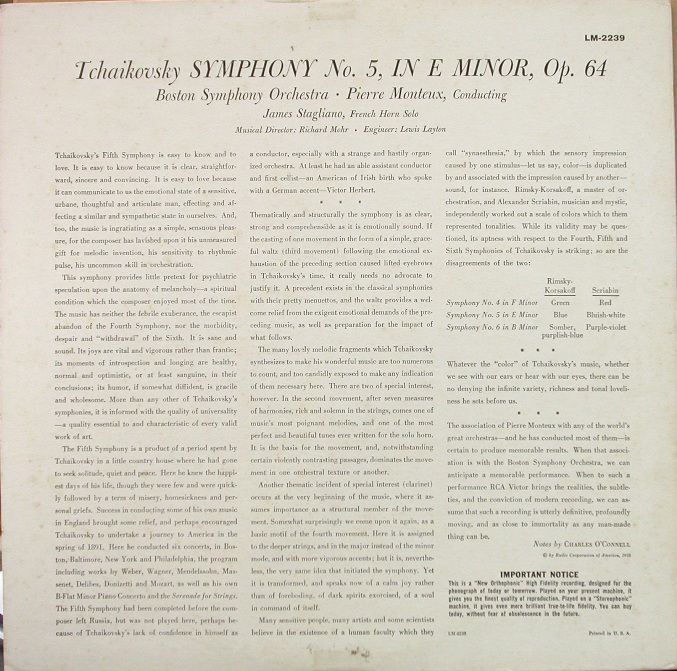 LM-2239
Tchaikovsky SYMPHONY No. 5, IN E MINOR, Op. 64
Boston Symphony Orchestra • Pierre Monteux, Conducting
James Stagliano, French Horn Solo
Musical Director: Richard Mohr • Engineer: Lewis Layton
Tchaikovsky's Fifth Symphony is easy to know and to
love. It is easy to know because it is clear, straightfor-
ward, sincere and convincing. It is easy to love because
it can communicate to us the emotional state of a sensitive,
urbane, thoughtful and articulate man, effecting and af-
fecting a similar and sympathetic state in ourselves. And,
too, the music is ingratiating as a simple, sensuous pleas-
ure, for the composer has lavished upon it his unmeasured
gift for melodic invention, his sensitivity to rhythmic
pulse, his uncommon skill in orchestration.
This symphony provides little pretext for psychiatric
speculation upon the anatomy of melancholy—a spiritual
condition which the composer enjoyed most of the time.
The music has neither the febrile exuberance, the escapist
abandon of the Fourth Symphony, nor the morbidity,
despair and "withdrawal" of the Sixth. It is sane and
sound. Its joys are vital and vigorous rather than frantic;
its moments of introspection and longing are healthy,
normal and optimistic, or at least sanguine, in their
conclusions; its humor, if somewhat diffident, is gracile
and wholesome. More than any other of Tchaikovsky's
symphonies, it is informed with the quality of universality
—a quality essential to and characteristic of every valid
work of art.
The Fifth Symphony is a product of a period spent by
Tchaikovsky in a little country house where he had gone
to seek solitude, quiet and peace. Here he knew the happi-
est days of his life, though they were few and were quick-
ly followed by a term of misery, homesickness and per-
sonal griefs. Success in conducting some of his own music
in England brought some relief, and perhaps encouraged
Tchaikovsky to undertake a journey to America in the
spring of 1891. Here he conducted six concerts, in Bos-
ton, Baltimore, New York and Philadelphia, the program
including works by Weber, Wagner, Mendelssohn, Mas-
senet, Delibes, Donizetti and Mozart, as well as his own
B-Flat Minor Piano Concerto and the Serenade for Strings.
The Fifth Symphony had been completed before the com-
poser left Russia, but was not played here, perhaps be-
cause of Tchaikovsky's lack of confidence in himself as
a conductor, especially with a strange and hastily organ-
ized orchestra. At least he had an able assistant conductor
and first cellist—an American of Irish birth who spoke
with a German accent—Victor Herbert.
* * *
Thematically and structurally the symphony is as clear,
strong and comprehensible as it is emotionally sound. If
the casting of one movement in the form of a simple, grace-
ful waltz (third movement) following the emotional ex-
haustion of the preceding section caused lifted eyebrows
in Tchaikovsky's time, it really needs no advocate to
justify it. A precedent exists in the classical symphonies
with their pretty menuettos, and the waltz provides a wel-
come relief from the exigent emotional demands of the pre-
ceding music, as well as preparation for the impact of
what follows.
The many lovely melodic fragments which Tchaikovsky
synthesizes to make his wonderful music are too numerous
to count, and too candidly exposed to make any indication
of them necessary here. There are two of special interest,
however. In the second movement, after seven measures
of harmonies, rich and solemn in the strings, comes one of
music's most poignant melodies, and one of the most
perfect and beautiful tunes ever written for the solo horn.
It is the basis for the movement, and, notwithstanding
certain violently contrasting passages, dominates the move-
ment in one orchestral texture or another.
Another thematic incident of special interest (clarinet)
occurs at the very beginning of the music, where it as-
sumes importance as a structural member of the move-
ment. Somewhat surprisingly we come upon it again, as a
basic motif of the fourth movement. Here it is assigned
to the deeper strings, and in the major instead of the minor
mode, and with more vigorous accents; but it is, neverthe-
less, the very same idea that initiated the symphony. Yet
it is transformed, and speaks now of a calm joy rather
than of foreboding, of dark spirits exorcised, of a soul
in command of itself.
Many sensitive people, many artists and some scientists
believe in the existence of a human faculty which they
call "synaesthesia," by which the sensory impression
caused by one stimulus—let us say, color—is duplicated
by and associated with the impression caused by another—
sound, for instance. Rimsky-Korsakoff, a master of or-
chestration, and Alexander Scriabin, musician and mystic,
independently worked out a scale of colors which to them
represented tonalities. While its validity may be ques-
tioned, its aptness with respect to the Fourth, Fifth and
Sixth Symphonies of Tchaikovsky is striking; so are the
disagreements of the two:
Rimsky-
Korsakoff Scriabin
Symphony No. 4 in F Minor Green Red
Symphony No. 5 in E Minor Blue Bluish-white
Symphony No. 6 in B Minor Somber, Purple-violet
purplish-blue
* * *
Whatever the "color" of Tchaikovsky's music, whether
we see with our ears or hear with our eyes, there can be
no denying the infinite variety, richness and tonal loveli-
ness he sets before us.
* * *
The association of Pierre Monteux with any of the world's
great orchestras—and he has conducted most of them—is
certain to produce memorable results. When that associ-
ation is with the Boston Symphony Orchestra, we can
anticipate a memorable performance. When to such a
performance RCA Victor brings the realities, the subtle-
ties, and the conviction of modern recording, we can as-
sume that such a recording is utterly definitive, profoundly
moving, and as close to immortality as any man-made
thing can be.
Notes by CHARLES O'CONNELL
© by Radio Corporation of America, 1958
IMPORTANT NOTICE
This is a "New Orthophonic" High Fidelity recording, designed for the
phonograph of today or tomorrow. Played on your present machine, it
gives you the finest quality of reproduction. Played on a "Stereophonic"
machine, it gives even more brilliant true-to-life fidelity. You can buy
today, without fear of obsolescence in the future.
LM-2239 Printed in U. S. A.